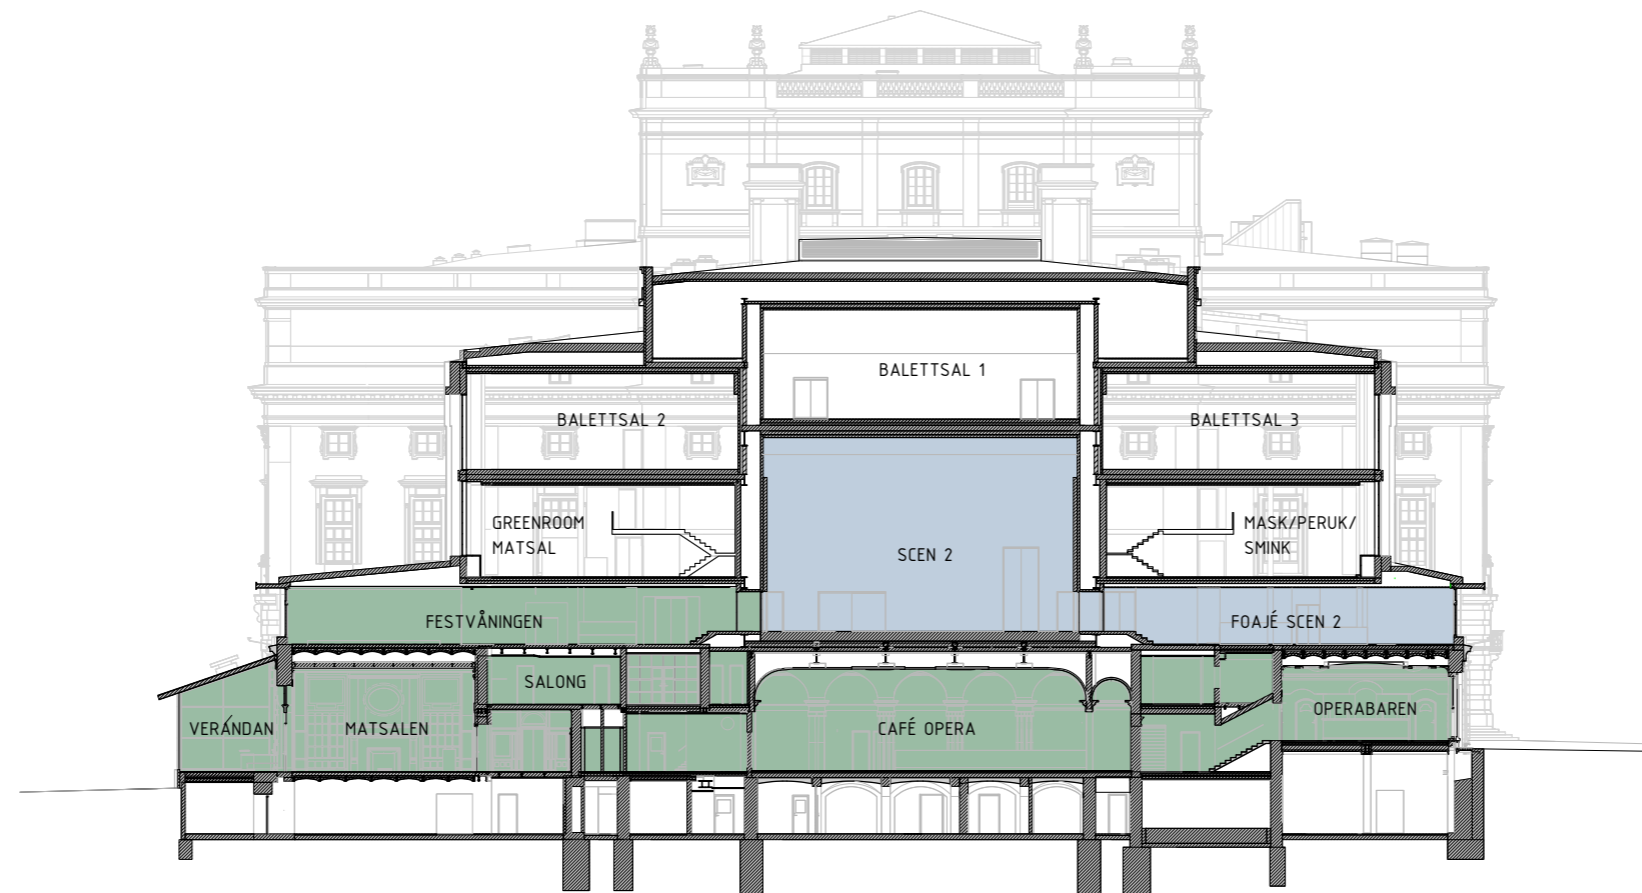 BALETTSAL 1
BALETTSAL 2
BALETTSAL 3
GREENROOM
MATSAL
SCEN 2
MASK/PERUK/
SMINK
FESTVÅNINGEN
FOAJÉ SCEN 2
SALONG
VERANDAN
MATSALEN
CAFÉ OPERA
OPERABAREN